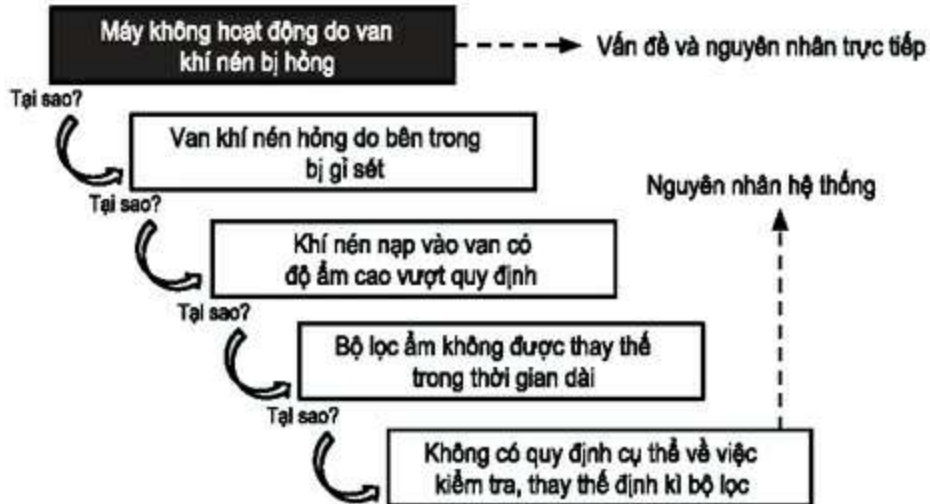 Máy không hoạt động do van
khí nén bị hỏng
Vấn đề và nguyên nhân trực tiếp
Tại sao?
Van khí nén hỏng do bên trong
bị gỉ sét
Nguyên nhân hệ thống
Tại sao?
Khí nén nạp vào van có
độ ẩm cao vượt quy định
Tại sao?
Bộ lọc ẩm không được thay thế
trong thời gian dài
Tại sao?
Không có quy định cụ thể về việc
kiểm tra, thay thế định kì bộ lọc